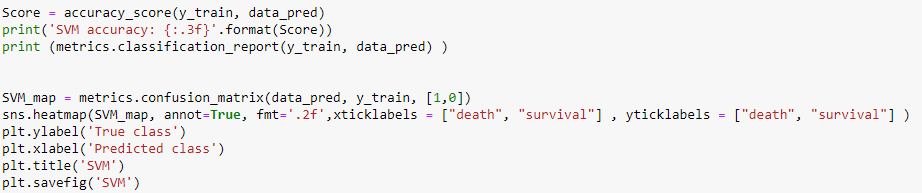 Score = accuracy_score(y_train, data_pred)
print('SVM accuracy: {:.3f}'.format(Score))
print (metrics.classification_report(y_train, data_pred) )
SVM_map = metrics.confusion_matrix(data_pred, y_train, [1,0])
sns.heatmap(SVM_map, annot=True, fmt='.2f',xticklabels = ["death", "survival"] , yticklabels = ["death", "survival"] )
plt.ylabel('True class')
plt.xlabel('Predicted class')
plt.title('SVM')
plt.savefig('SVM')